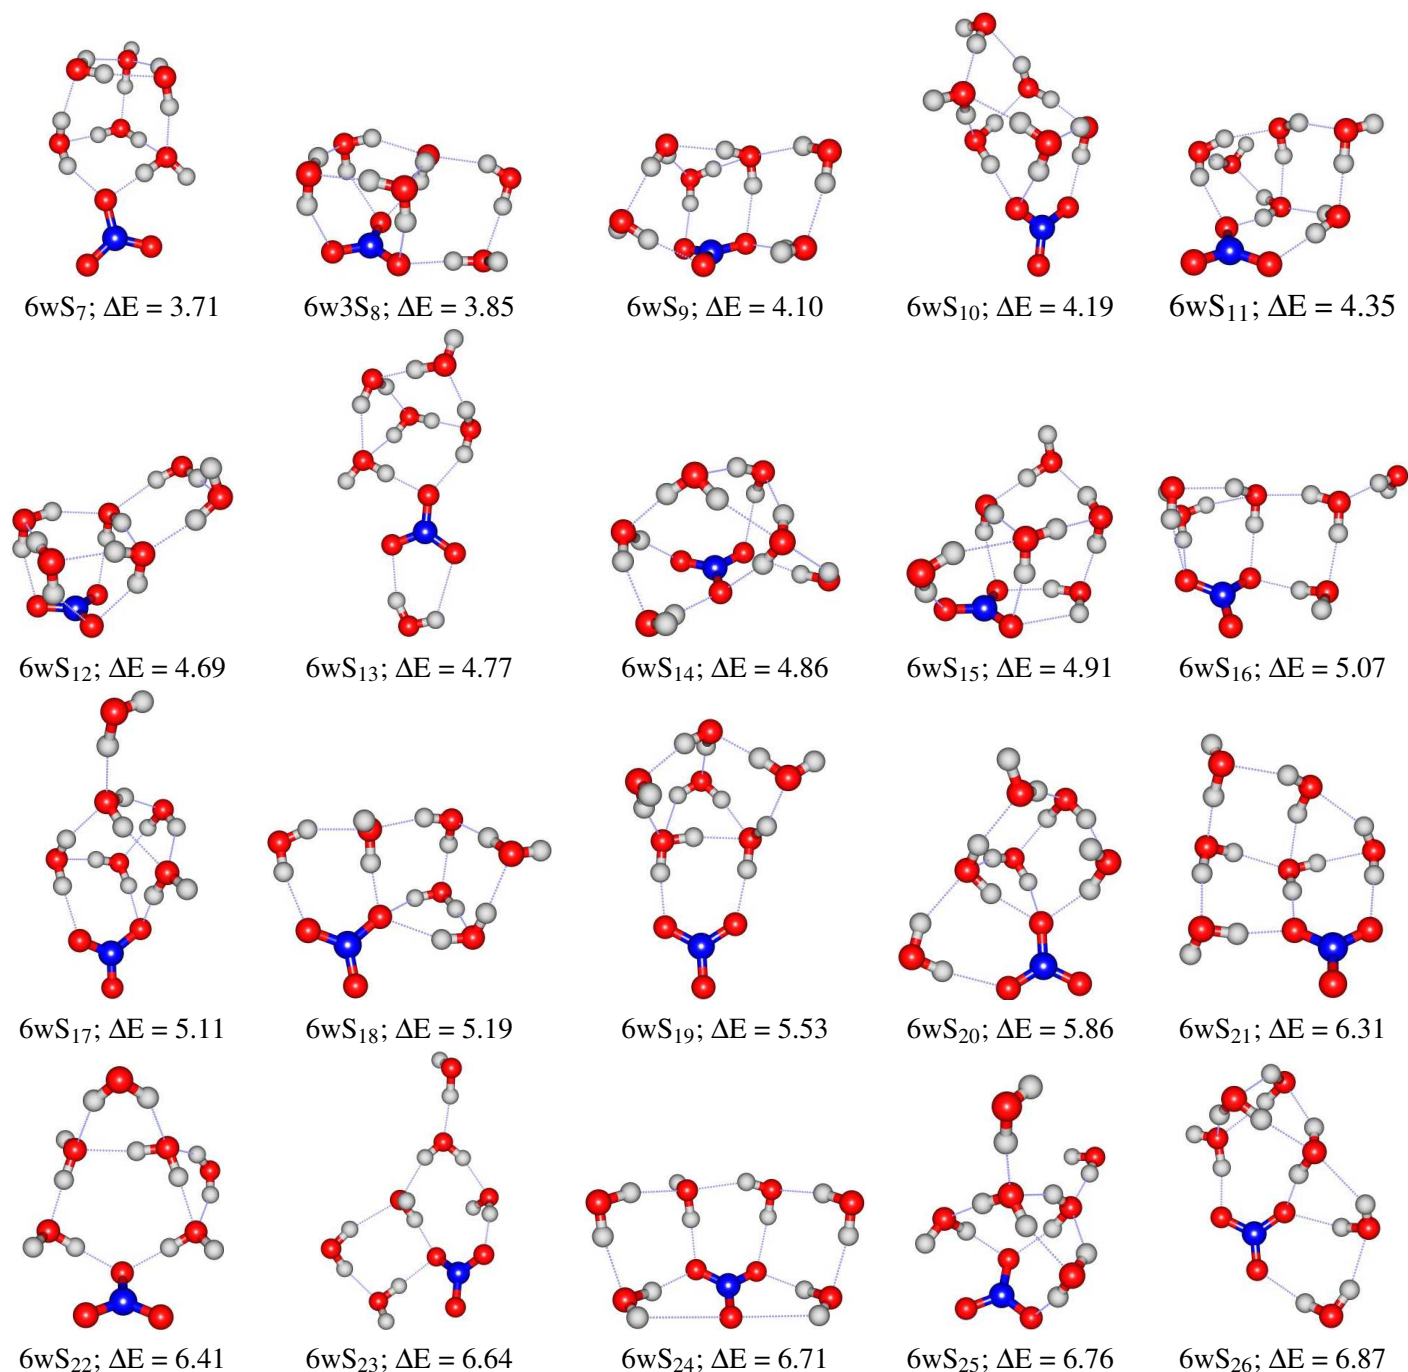 6wS₇; ΔE = 3.71 6w3S₈; ΔE = 3.85 6wS₉; ΔE = 4.10 6wS₁₀; ΔE = 4.19 6wS₁₁; ΔE = 4.35
6wS₁₂; ΔE = 4.69 6wS₁₃; ΔE = 4.77 6wS₁₄; ΔE = 4.86 6wS₁₅; ΔE = 4.91 6wS₁₆; ΔE = 5.07
6wS₁₇; ΔE = 5.11 6wS₁₈; ΔE = 5.19 6wS₁₉; ΔE = 5.53 6wS₂₀; ΔE = 5.86 6wS₂₁; ΔE = 6.31
6wS₂₂; ΔE = 6.41 6wS₂₃; ΔE = 6.64 6wS₂₄; ΔE = 6.71 6wS₂₅; ΔE = 6.76 6wS₂₆; ΔE = 6.87